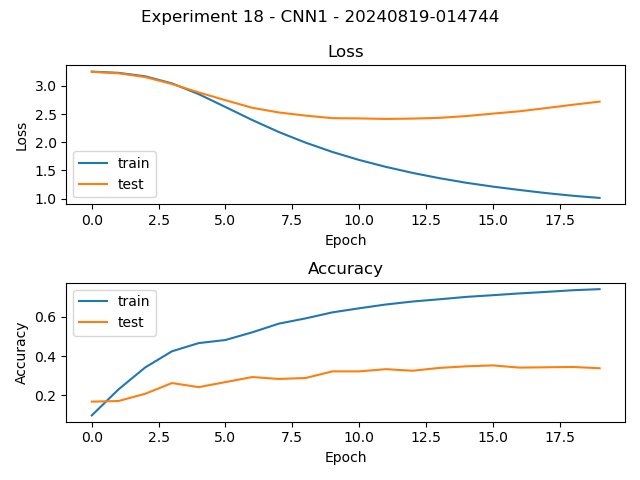 Experiment 18 - CNN1 - 20240819-014744
Loss
Loss
3.0
2.5
2.0
1.5
1.0
train
test
0.0 2.5 5.0 7.5 10.0 12.5 15.0 17.5
Epoch
Accuracy
Accuracy
0.6
0.4
0.2
train
test
0.0 2.5 5.0 7.5 10.0 12.5 15.0 17.5
Epoch